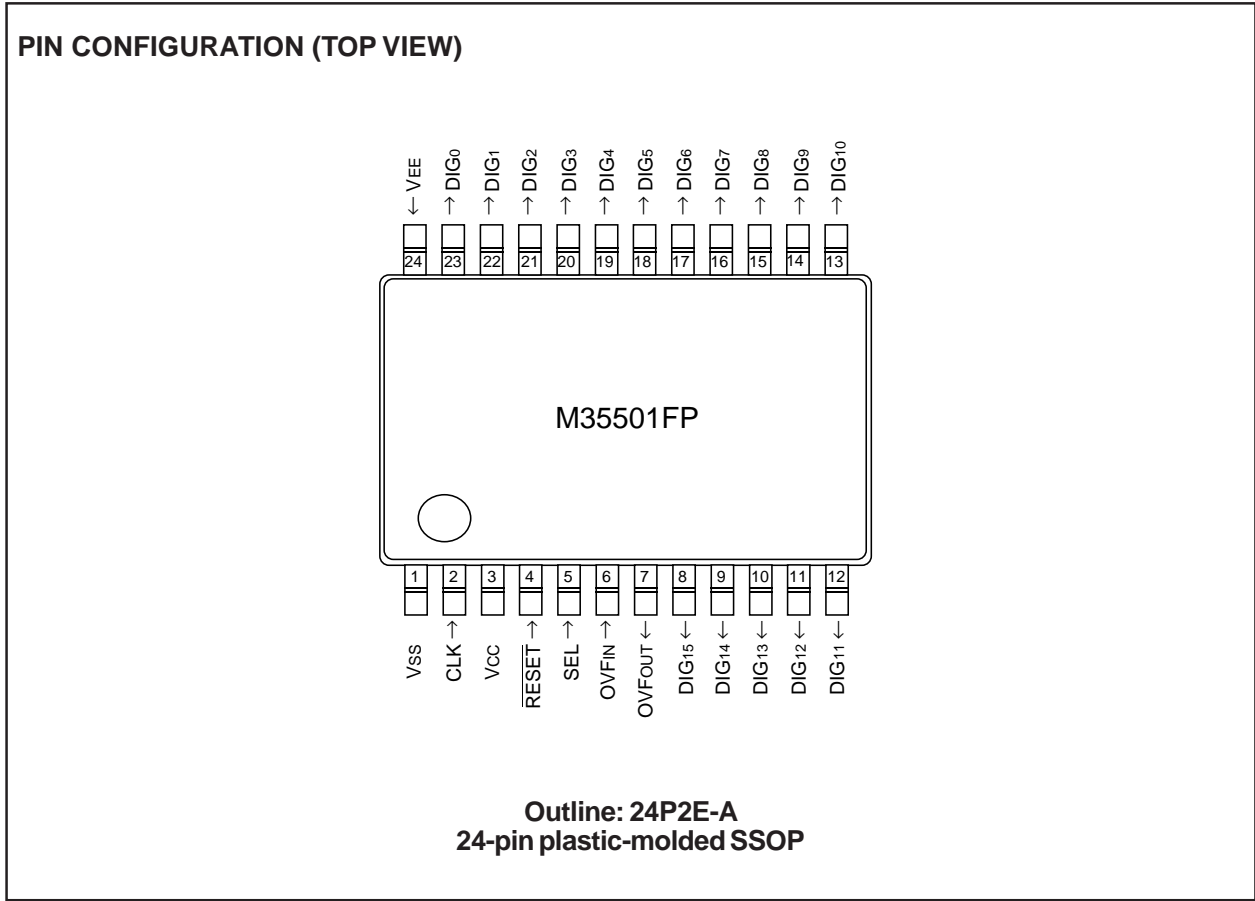 PIN CONFIGURATION (TOP VIEW)
← VEE
→ DIG0
→ DIG1
→ DIG2
→ DIG3
→ DIG4
→ DIG5
→ DIG6
→ DIG7
→ DIG8
→ DIG9
→ DIG10
24 23 22 21 20 19 18 17 16 15 14 13
M35501FP
1 2 3 4 5 6 7 8 9 10 11 12
VSS
CLK →
VCC
RESET →
SEL →
OVFIN →
OVFOUT ←
DIG15 ←
DIG14 ←
DIG13 ←
DIG12 ←
DIG11 ←
Outline: 24P2E-A
24-pin plastic-molded SSOP